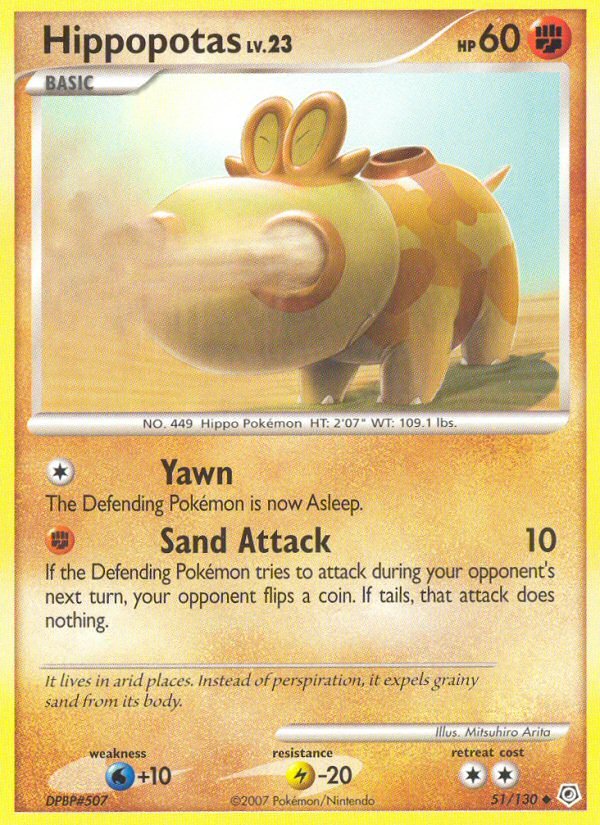 Hippopotas LV.23 HP 60
BASIC
NO. 449 Hippo Pokémon HT: 2'07" WT: 109.1 lbs.
Yawn
The Defending Pokémon is now Asleep.
Sand Attack 10
If the Defending Pokémon tries to attack during your opponent's
next turn, your opponent flips a coin. If tails, that attack does
nothing.
It lives in arid places. Instead of perspiration, it expels grainy
sand from its body.
Illus. Mitsuhiro Arita
weakness resistance retreat cost
+10 -20
DPBP#507 ©2007 Pokémon/Nintendo 51/130